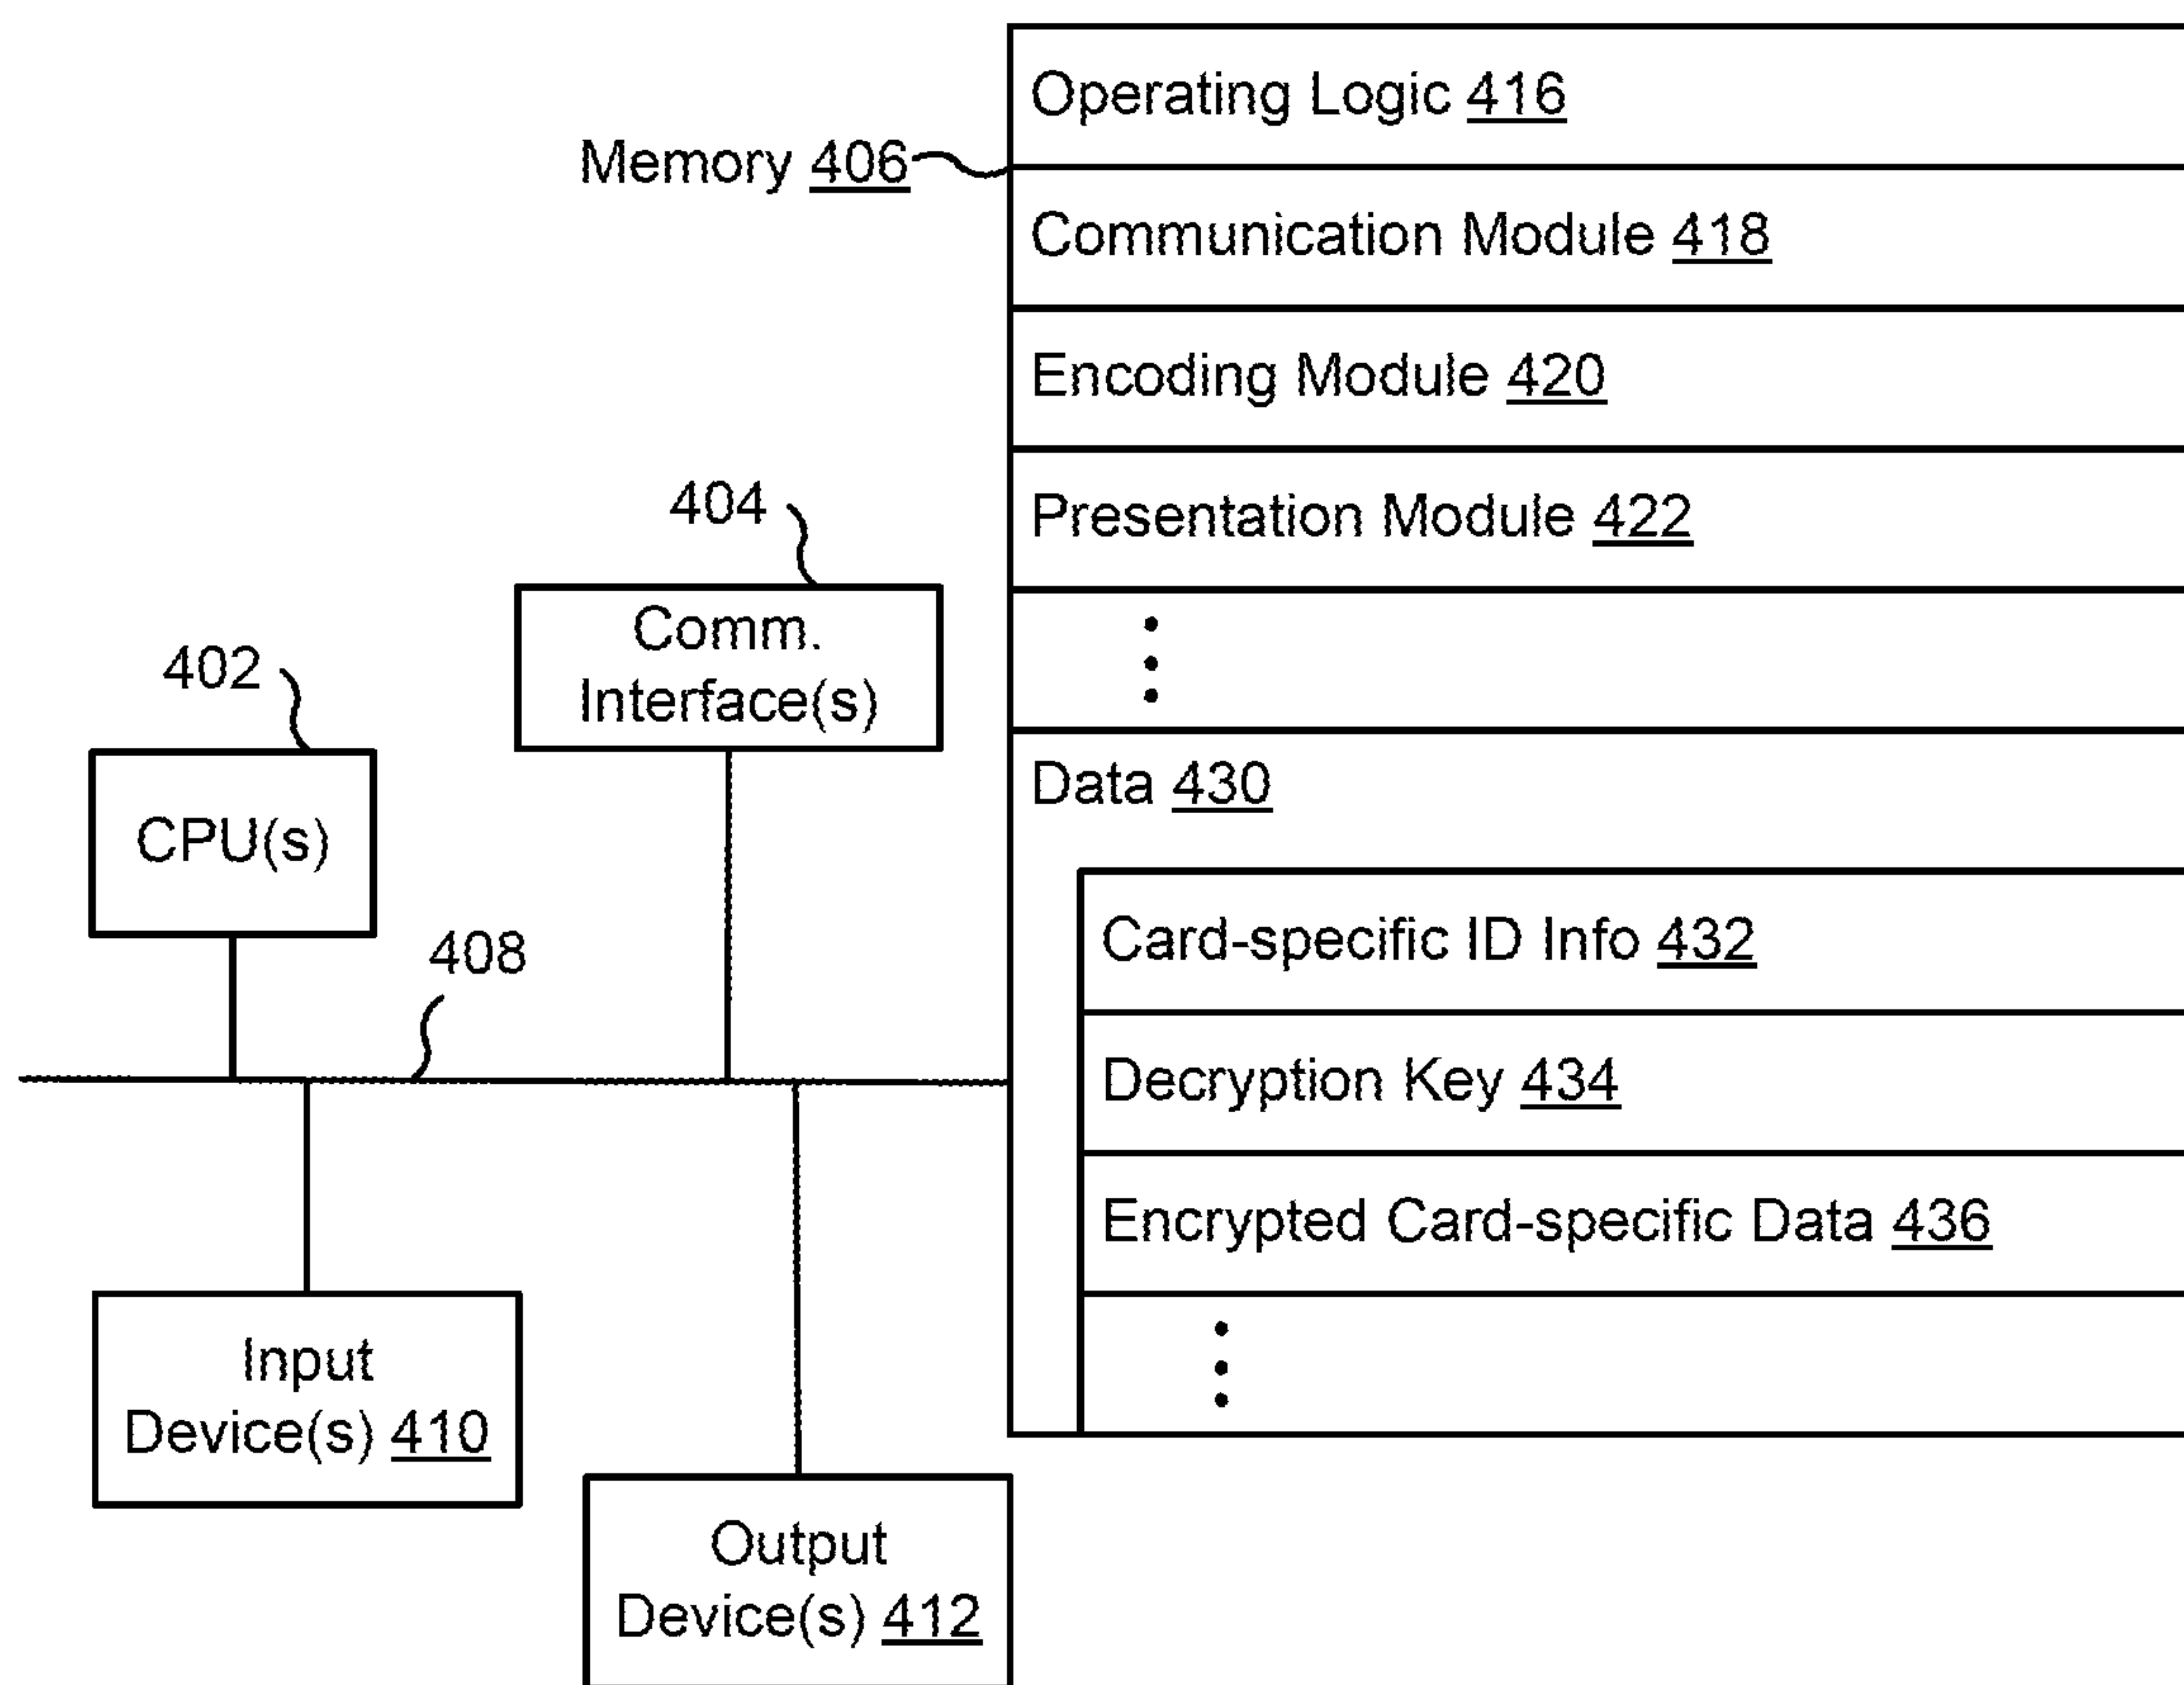 Operating Logic 416
Memory 406
Communication Module 418
Encoding Module 420
Presentation Module 422
404
Comm.
Interface(s)
402
CPU(s)
408
Data 430
Card-specific ID Info 432
Decryption Key 434
Encrypted Card-specific Data 436
Input
Device(s) 410
Output
Device(s) 412